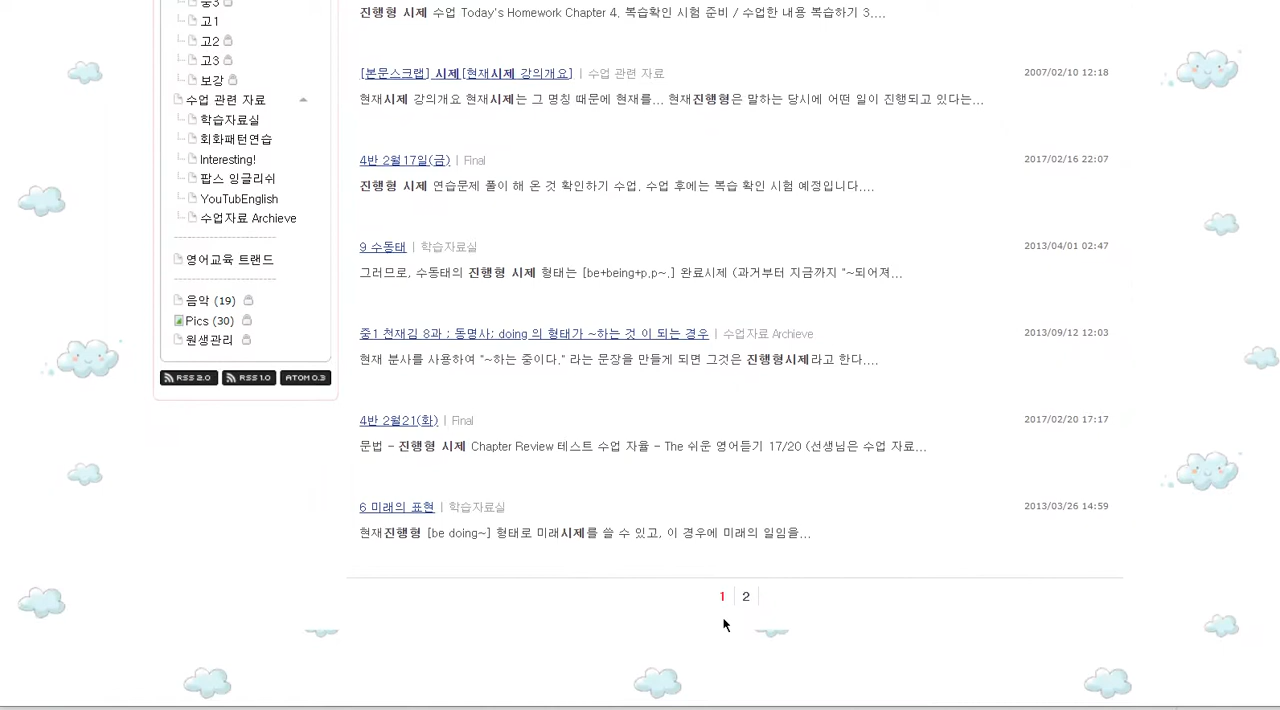 중3
고1
고2
고3
보강
수업 관련 자료
학습자료실
회화패턴연습
Interesting!
팝스 잉글리쉬
YouTubEnglish
수업자료 Archieve
영어교육 트랜드
음악 (19)
Pics (30)
원생관리
RSS 2.0 RSS 1.0 ATOM 0.3
진행형 시제 수업 Today's Homework Chapter 4, 복습확인 시험 준비 / 수업한 내용 복습하기 3....
[본문스크랩] 시제[현재시제 강의개요] | 수업 관련 자료 2007/02/10 12:18
현재시제 강의개요 현재시제는 그 명칭 때문에 현재를... 현재진행형은 말하는 당시에 어떤 일이 진행되고 있다는...
4반 2월17일(금) | Final 2017/02/16 22:07
진행형 시제 연습문제 풀이 해 온 것 확인하기 수업. 수업 후에는 복습 확인 시험 예정입니다....
9 수동태 | 학습자료실 2013/04/01 02:47
그러므로, 수동태의 진행형 시제 형태는 [be+being+p.p~.] 완료시제 (과거부터 지금까지 "~되어져...
중1 천재김 8과 ; 동명사; doing 의 형태가 ~하는 것 이 되는 경우 | 수업자료 Archieve 2013/09/12 12:03
현재 분사를 사용하여 "~하는 중이다." 라는 문장을 만들게 되면 그것은 진행형시제라고 한다....
4반 2월21(화) | Final 2017/02/20 17:17
문법 - 진행형 시제 Chapter Review 테스트 수업 자율 - The 쉬운 영어듣기 17/20 (선생님은 수업 자료...
6 미래의 표현 | 학습자료실 2013/03/26 14:59
현재진행형 [be doing~] 형태로 미래시제를 쓸 수 있고, 이 경우에 미래의 일임을...
1 2